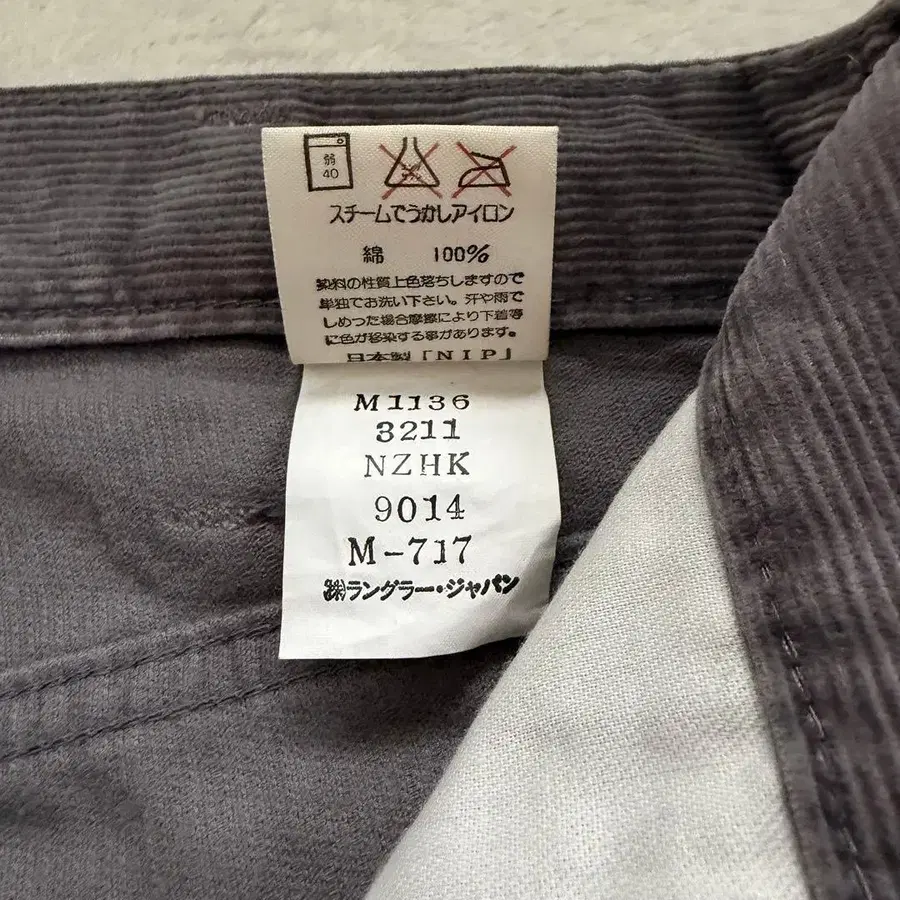 弱
40
スチームでうかしアイロン
綿 100%
染料の性質上色落ちしますので
単独でお洗い下さい。汗や雨で
しめった場合摩擦により下着等
に色が移染する事があります。
日本製「NIP」
M1136
3211
NZHK
9014
M-717
㈱ラングラー・ジャパン